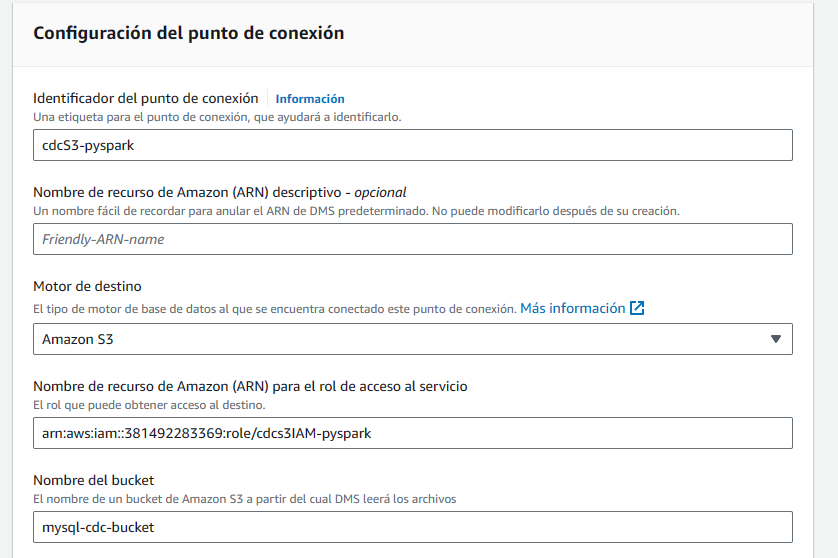 Configuración del punto de conexión
Identificador del punto de conexión Información
Una etiqueta para el punto de conexión, que ayudará a identificarlo.
cdcS3-pyspark
Nombre de recurso de Amazon (ARN) descriptivo - opcional
Un nombre fácil de recordar para anular el ARN de DMS predeterminado. No puede modificarlo después de su creación.
Friendly-ARN-name
Motor de destino
El tipo de motor de base de datos al que se encuentra conectado este punto de conexión. Más información
Amazon S3
Nombre de recurso de Amazon (ARN) para el rol de acceso al servicio
El rol que puede obtener acceso al destino.
arn:aws:iam::381492283369:role/cdcs3IAM-pyspark
Nombre del bucket
El nombre de un bucket de Amazon S3 a partir del cual DMS leerá los archivos
mysql-cdc-bucket